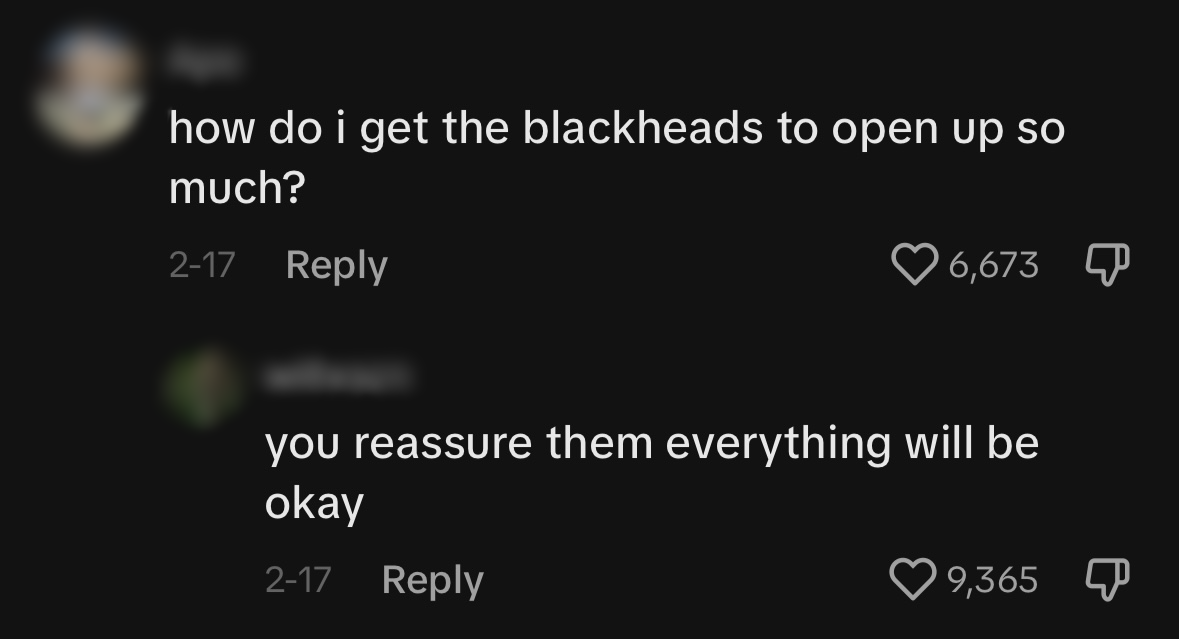 how do i get the blackheads to open up so
much?
2-17 Reply 6,673
you reassure them everything will be
okay
2-17 Reply 9,365